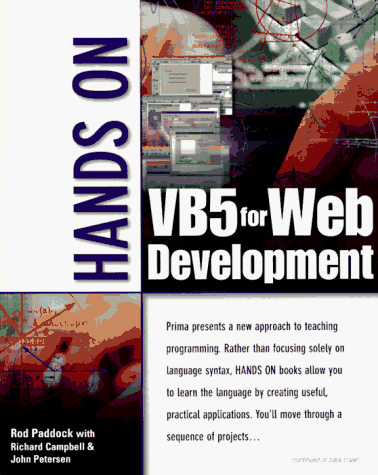 HANDS ON
VB5 for Web
Development
Prima presents a new approach to teaching
programming. Rather than focusing solely on
language syntax, HANDS ON books allow you
to learn the language by creating useful,
practical applications. You'll move through a
sequence of projects...
Rod Paddock with
Richard Campbell &
John Petersen